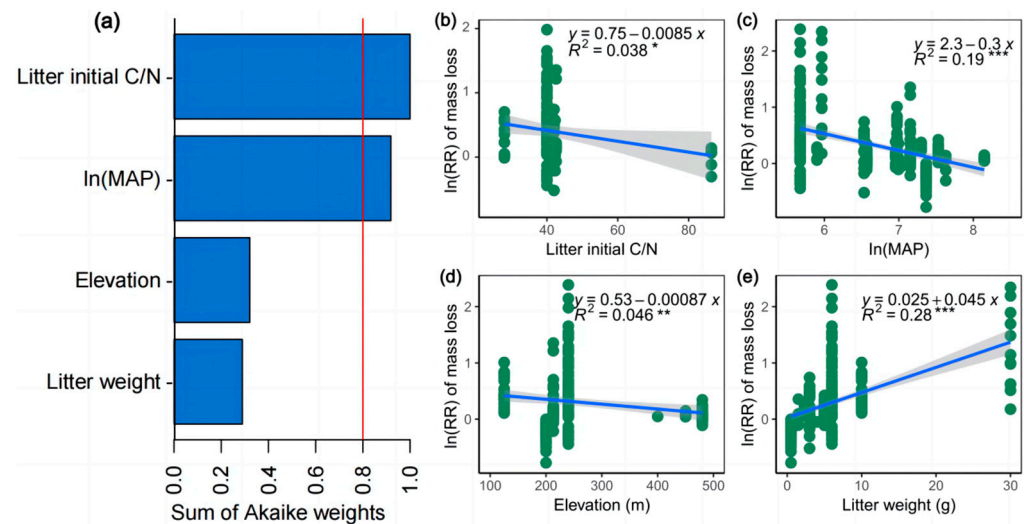 (a)
Litter initial C/N
ln(MAP)
Elevation
Litter weight
0.0 0.2 0.4 0.6 0.8 1.0
Sum of Akaike weights
(b)
y = 0.75 − 0.0085 x
R² = 0.038 *
ln(RR) of mass loss
2
1
0
40 60 80
Litter initial C/N
(c)
y = 2.3 − 0.3 x
R² = 0.19 ***
ln(RR) of mass loss
2
1
0
6 7 8
ln(MAP)
(d)
y = 0.53 − 0.00087 x
R² = 0.046 **
ln(RR) of mass loss
2
1
0
100 200 300 400 500
Elevation (m)
(e)
y = 0.025 + 0.045 x
R² = 0.28 ***
ln(RR) of mass loss
2
1
0
0 10 20 30
Litter weight (g)